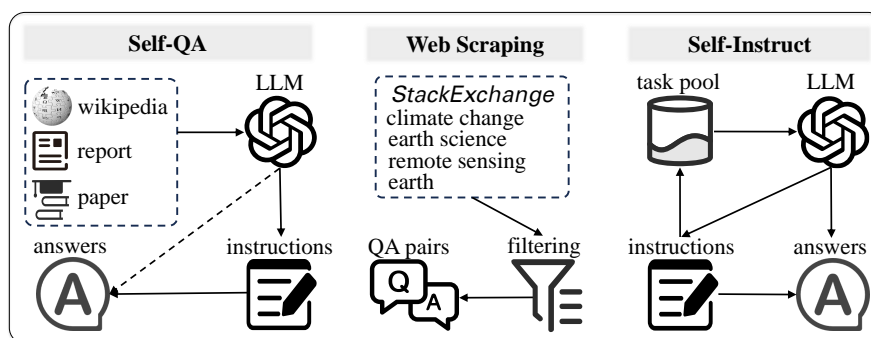 Self-QA
LLM
wikipedia
report
paper
answers
instructions
A
Web Scraping
StackExchange
climate change
earth science
remote sensing
earth
QA pairs
filtering
Q
A
Self-Instruct
task pool
LLM
instructions
answers
A